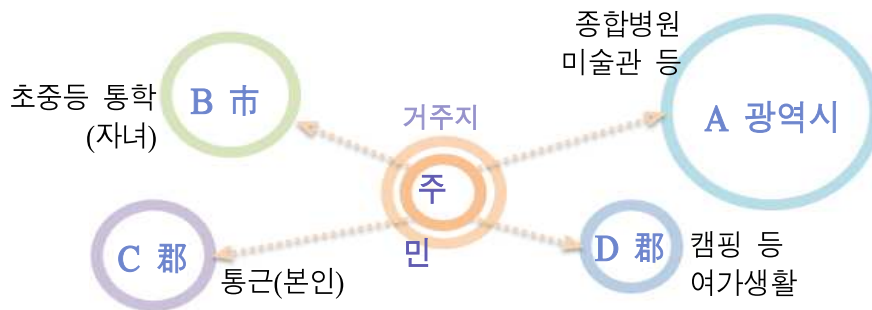 종합병원
미술관 등
B 市
초중등 통학
(자녀)
거주지
A 광역시
주
민
C 郡
통근(본인)
D 郡
캠핑 등
여가생활